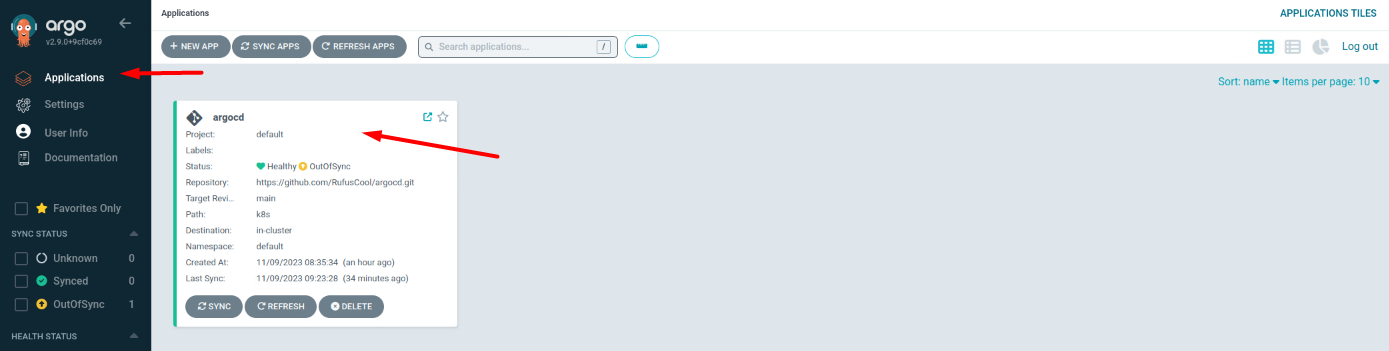 argo
v2.9.0+9cf0c69
Applications
Settings
User Info
Documentation
Favorites Only
SYNC STATUS
Unknown 0
Synced 0
OutOfSync 1
HEALTH STATUS
Applications
APPLICATIONS TILES
+ NEW APP
SYNC APPS
REFRESH APPS
Search applications...
/
Log out
Sort: name
Items per page: 10
argocd
Project: default
Labels:
Status: Healthy OutOfSync
Repository: https://github.com/RufusCool/argocd.git
Target Revi... main
Path: k8s
Destination: in-cluster
Namespace: default
Created At: 11/09/2023 08:35:34 (an hour ago)
Last Sync: 11/09/2023 09:23:28 (34 minutes ago)
SYNC
REFRESH
DELETE